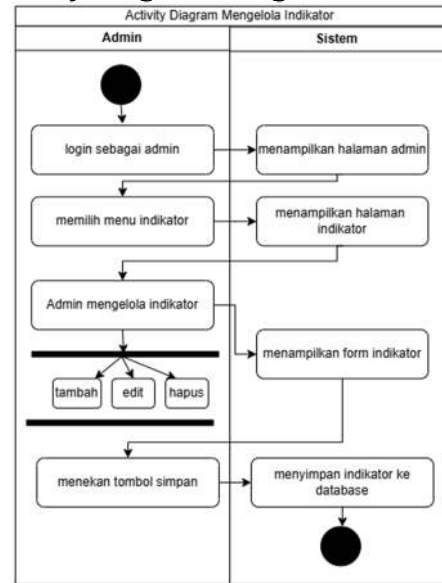 Activity Diagram Mengelola Indikator
Admin
Sistem
login sebagai admin
menampilkan halaman admin
memilih menu indikator
menampilkan halaman
indikator
Admin mengelola indikator
menampilkan form indikator
tambah
edit
hapus
menekan tombol simpan
menyimpan indikator ke
database